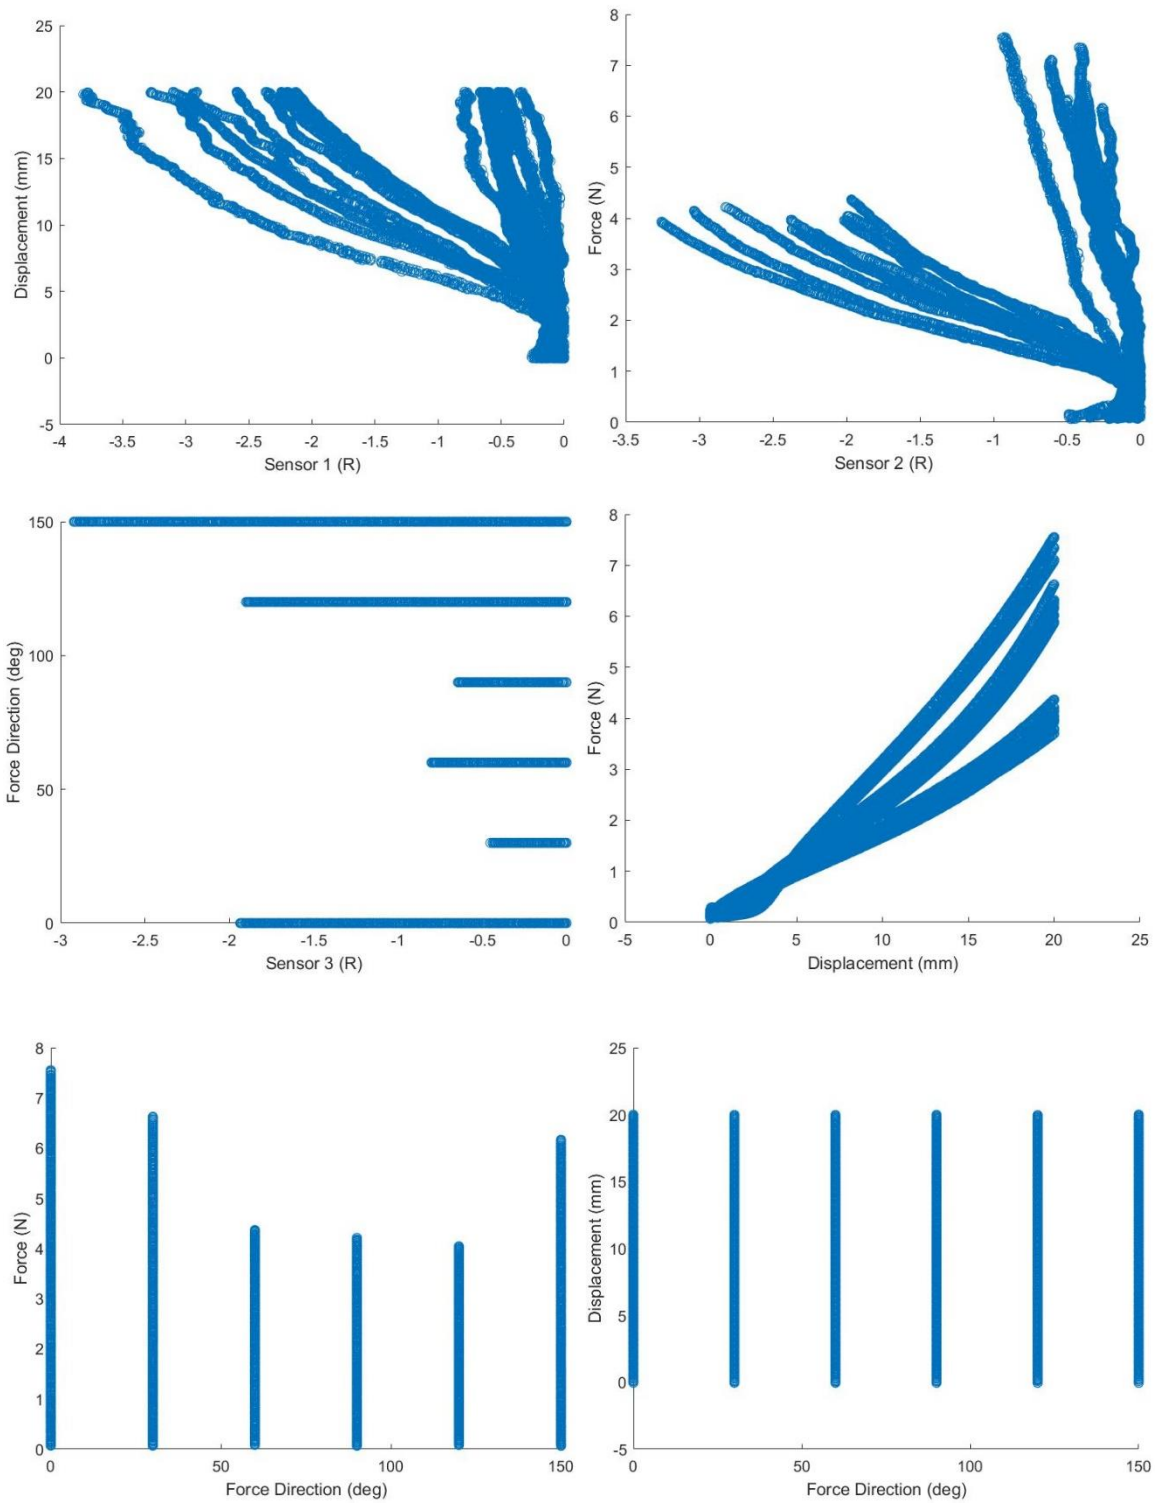 25
20
15
10
5
0
-5
Displacement (mm)
-4 -3.5 -3 -2.5 -2 -1.5 -1 -0.5 0
Sensor 1 (R)
8
7
6
5
4
3
2
1
0
Force (N)
-3.5 -3 -2.5 -2 -1.5 -1 -0.5 0
Sensor 2 (R)
150
100
50
0
Force Direction (deg)
-3 -2.5 -2 -1.5 -1 -0.5 0
Sensor 3 (R)
8
7
6
5
4
3
2
1
0
Force (N)
-5 0 5 10 15 20 25
Displacement (mm)
8
7
6
5
4
3
2
1
0
Force (N)
0 50 100 150
Force Direction (deg)
25
20
15
10
5
0
-5
Displacement (mm)
0 50 100 150
Force Direction (deg)